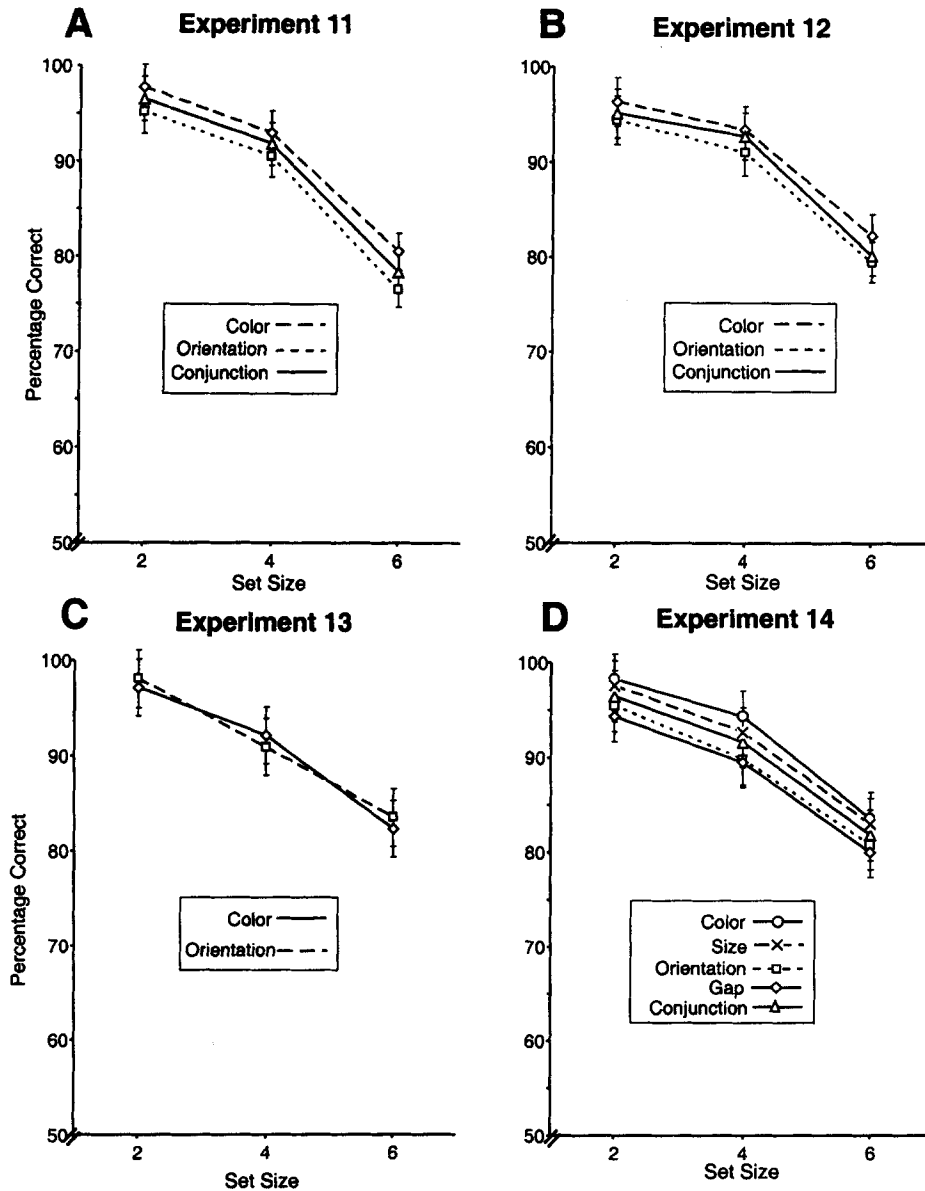 A Experiment 11
100
90
80
70
60
50
Percentage Correct
Color
Orientation
Conjunction
2 4 6
Set Size
B Experiment 12
100
90
80
70
60
50
Color
Orientation
Conjunction
2 4 6
Set Size
C Experiment 13
100
90
80
70
60
50
Percentage Correct
Color
Orientation
2 4 6
Set Size
D Experiment 14
100
90
80
70
60
50
Color
Size
Orientation
Gap
Conjunction
2 4 6
Set Size